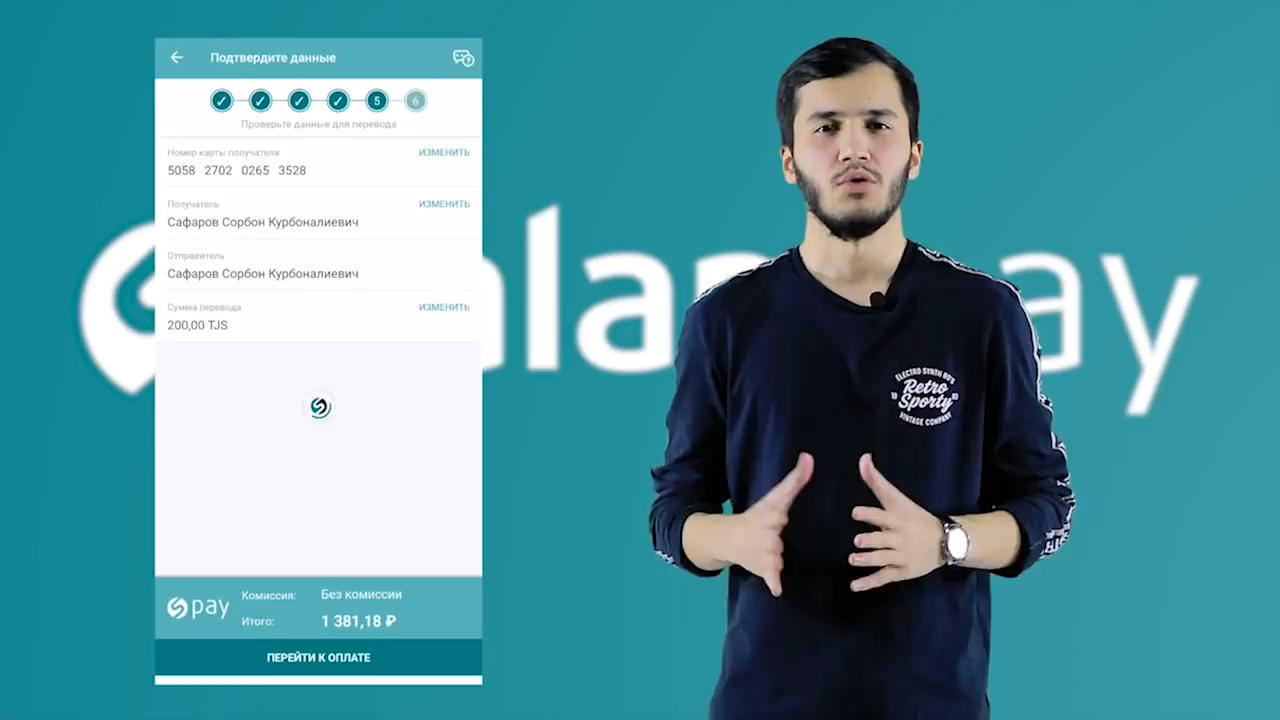 Подтвердите данные
5
6
Проверьте данные для перевода
Номер карты получателя
ИЗМЕНИТЬ
5058 2702 0265 3528
Получатель
ИЗМЕНИТЬ
Сафаров Сорбон Курбоналиевич
Отправитель
Сафаров Сорбон Курбоналиевич
Сумма перевода
ИЗМЕНИТЬ
200,00 TJS
pay
Комиссия: Без комиссии
Итого: 1 381,18 ₽
ПЕРЕЙТИ К ОПЛАТЕ
ELECTRO SYNTH 80'S
Retro
Sporty
VINTAGE COMPANY